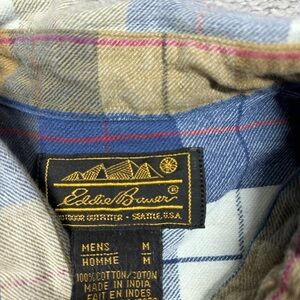 Eddie Bauer®
OUTDOOR OUTFITTER - SEATTLE, U.S.A.
MENS M
HOMME M
100% COTTON/COTON
MADE IN INDIA
FAIT EN INDES